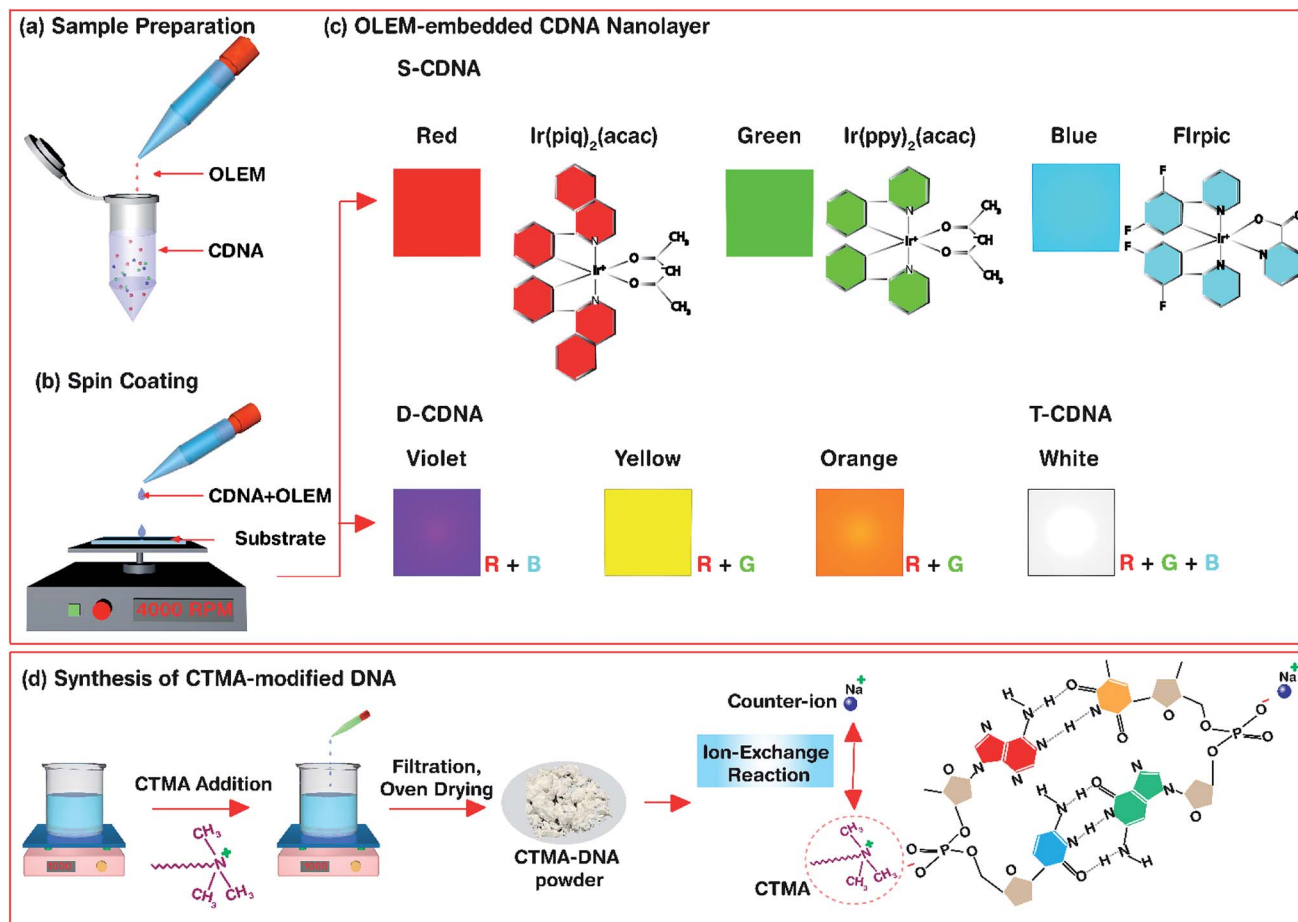 (a) Sample Preparation
OLEM
CDNA
(b) Spin Coating
CDNA+OLEM
Substrate
4000 RPM
(c) OLEM-embedded CDNA Nanolayer
S-CDNA
Red
Ir(piq)₂(acac)
Green
Ir(ppy)₂(acac)
Blue
FIrpic
N
Ir⁺
N
O
O
CH₃
CH
CH₃
N
Ir⁺
N
O
O
CH₃
CH
CH₃
F
F
F
F
N
Ir⁺
N
O
O
N
D-CDNA
T-CDNA
Violet
Yellow
Orange
White
R + B
R + G
R + G
R + G + B
(d) Synthesis of CTMA-modified DNA
CTMA Addition
CH₃
N
+
CH₃
CH₃
Filtration,
Oven Drying
CTMA-DNA
powder
Counter-ion
Na
+
Ion-Exchange
Reaction
CH₃
N
+
CH₃
CH₃
CTMA
H
N
H
O
N
H
N
O
N
N
N
N
O
O
P
O
O
Na
+
O
O
O
P
O
O
O
H
N
H
O
N
H
N
N
N
N
O
H
N
H
O
O